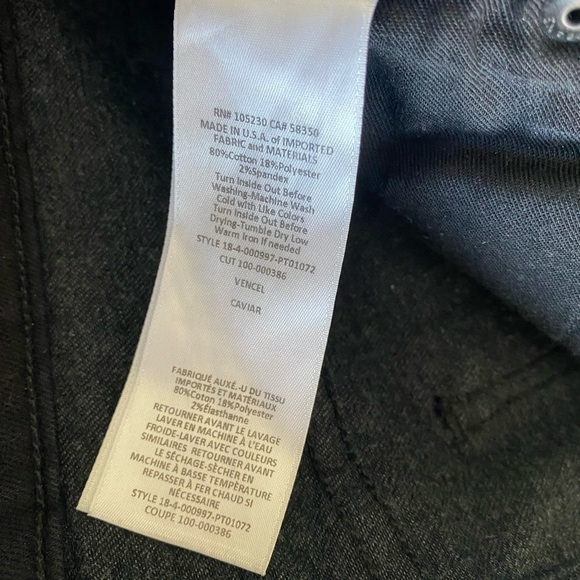 RN# 105230 CA# 58350
MADE IN U.S.A. of IMPORTED
FABRIC and MATERIALS
80%Cotton 18%Polyester
2%Spandex
Turn Inside Out Before
Washing-Machine Wash
Cold with Like Colors
Turn Inside Out Before
Drying-Tumble Dry Low
Warm Iron If needed
STYLE 18-4-000997-PT01072
CUT 100-000386
VENCEL
CAVIAR
FABRIQUÉ AUXÉ.-U DU TISSU
IMPORTÉS ET MATÉRIAUX
80%Coton 18%Polyester
2%Élasthanne
RETOURNER AVANT LE LAVAGE
LAVER EN MACHINE À L'EAU
FROIDE-LAVER AVEC COULEURS
SIMILAIRES RETOURNER AVANT
LE SÉCHAGE-SÉCHER EN
MACHINE À BASSE TEMPÉRATURE
REPASSER À FER CHAUD SI
NÉCESSAIRE
STYLE 18-4-000997-PT01072
COUPE 100-000386